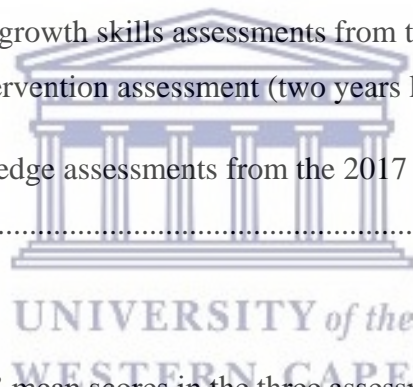 growth skills assessments from t
ervention assessment (two years
edge assessments from the 2017
................................................................
UNIVERSITY of the
mean scores in the three assessm
WESTERN CAPE